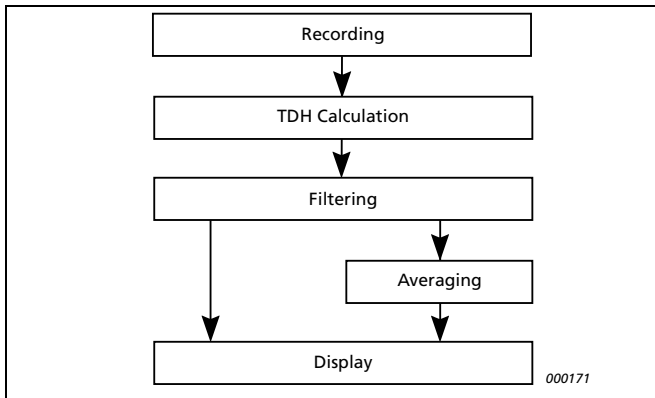 Recording
TDH Calculation
Filtering
Averaging
Display
000171